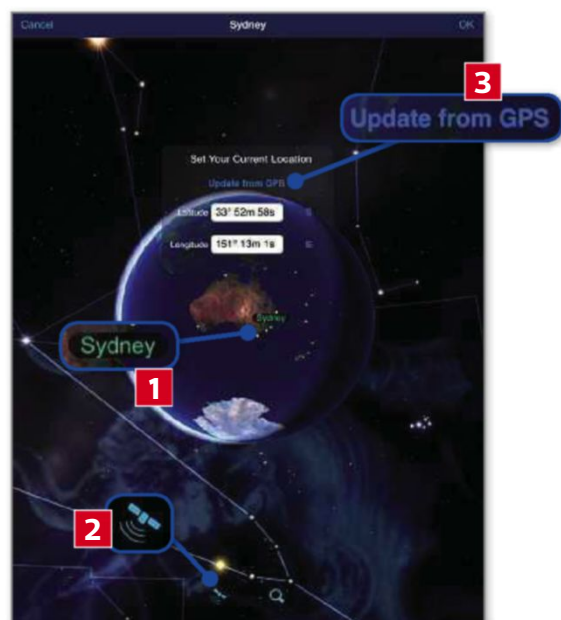 Cancel Sydney OK
3
Update from GPS
Set Your Current Location
Update from GPS
Latitude 33° 52m 58s S
Longitude 151° 13m 1s E
Sydney
Sydney
1
2